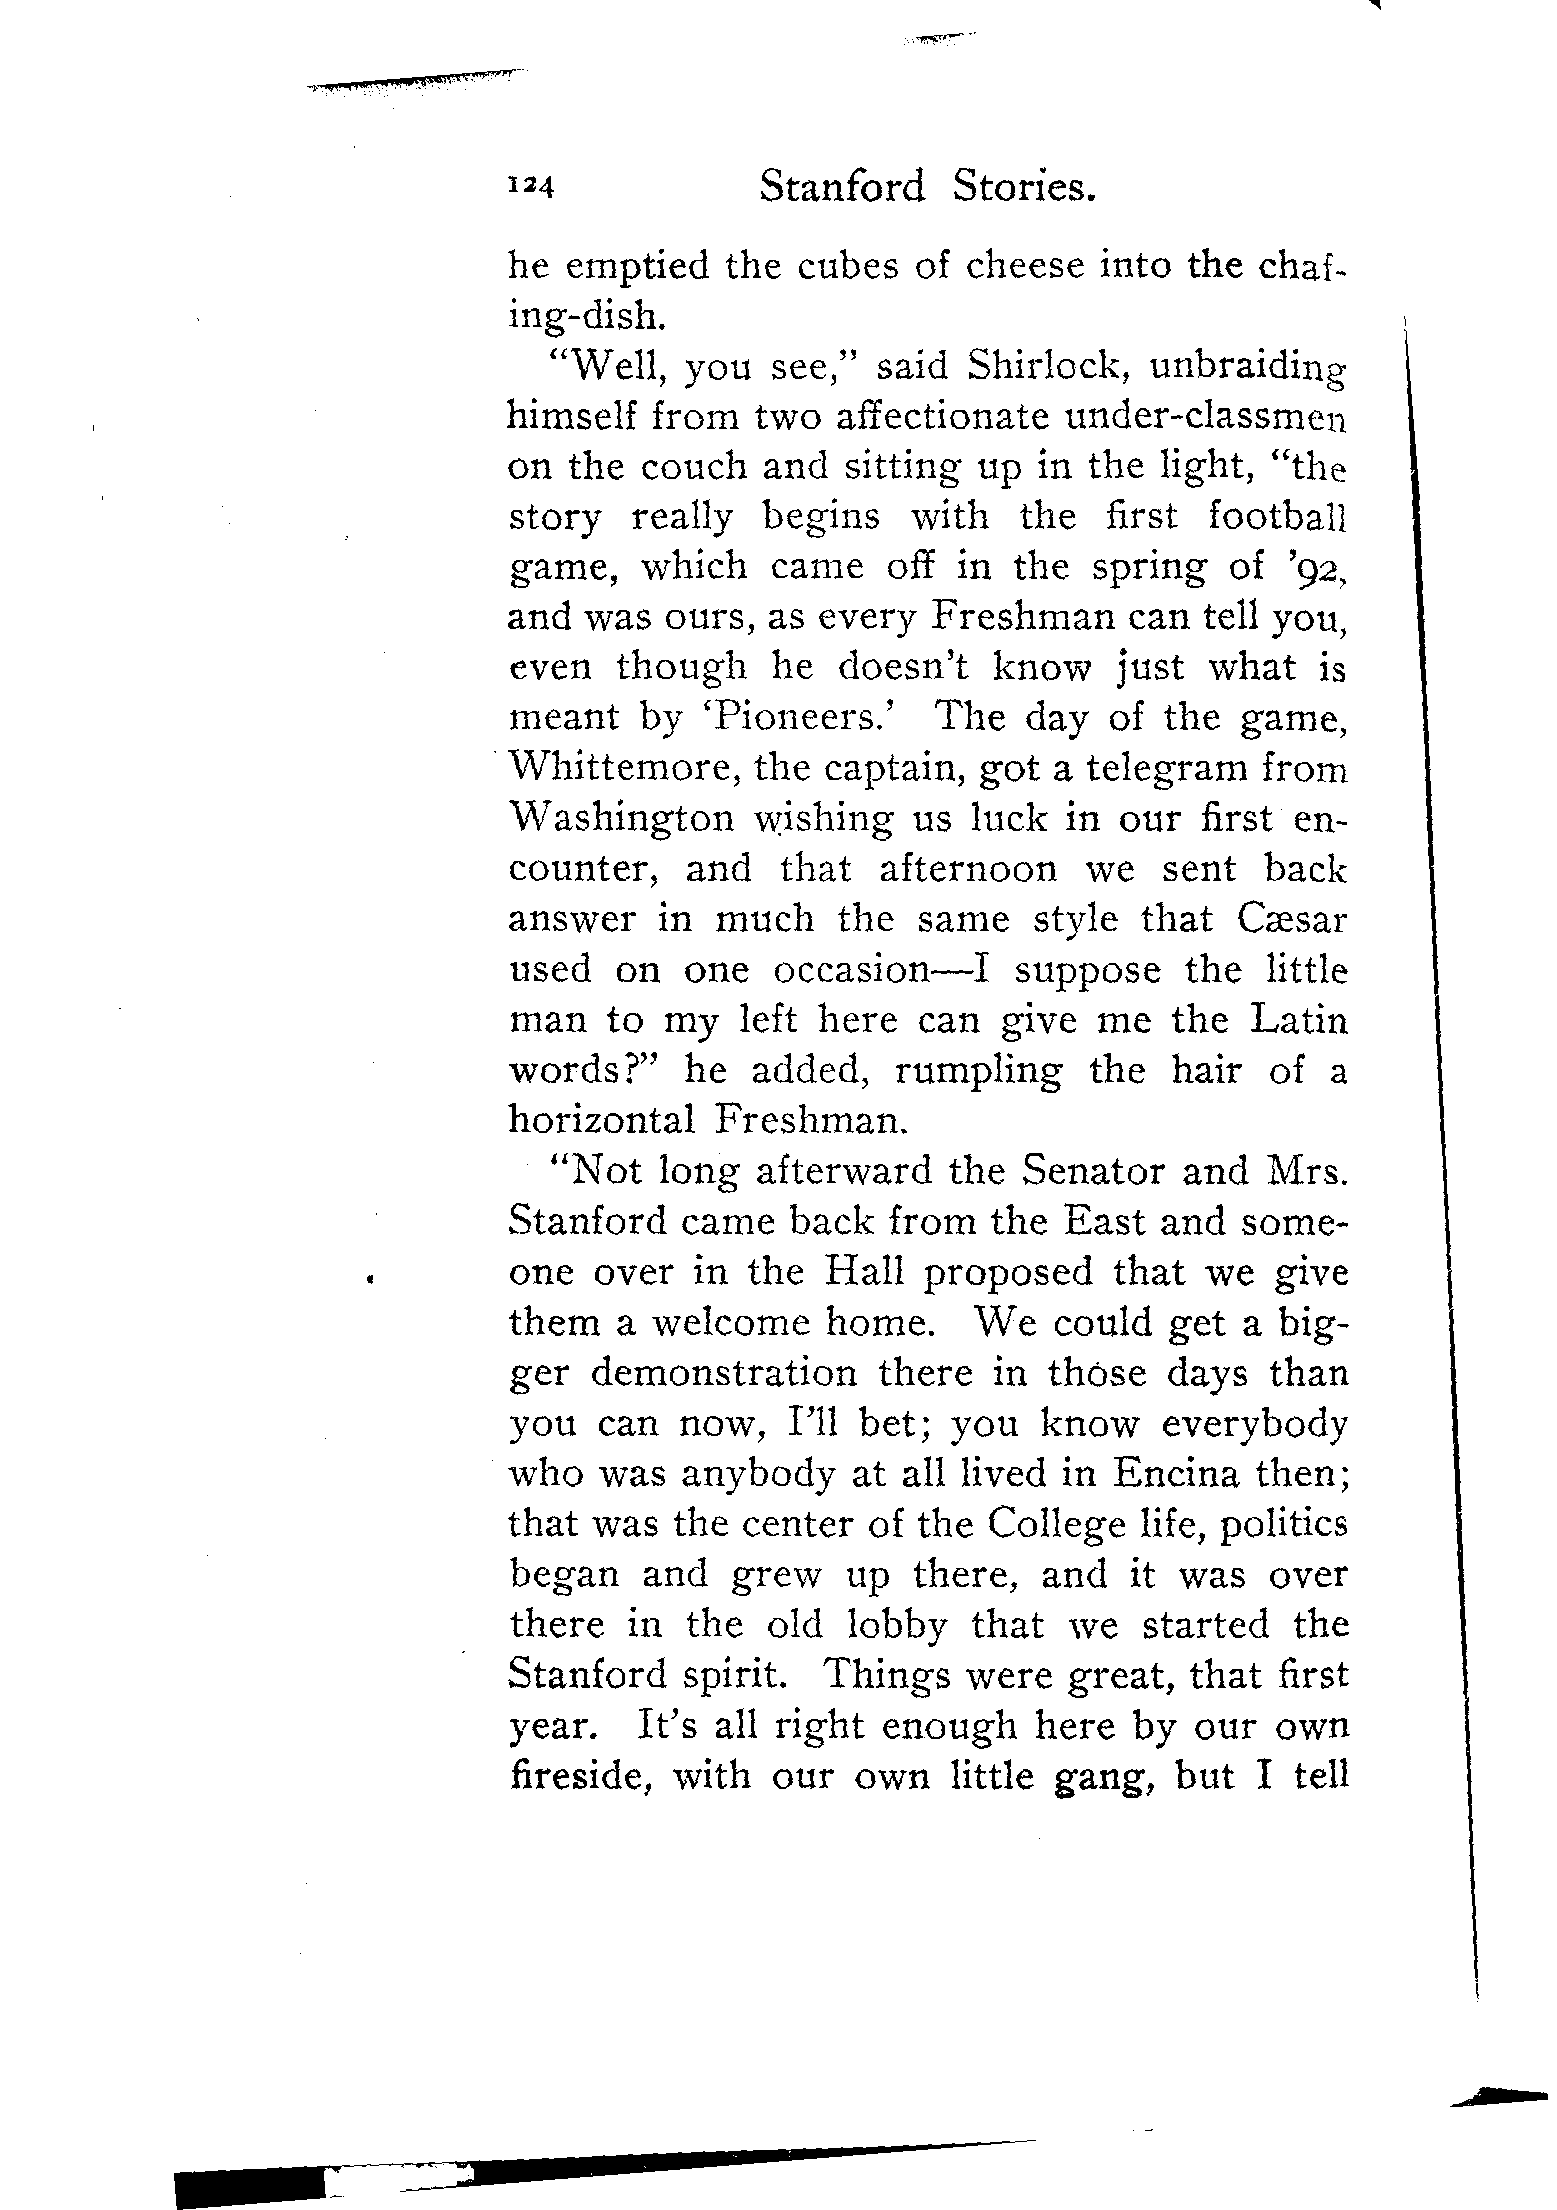 124 Stanford Stories.
he emptied the cubes of cheese into the chaf-
ing-dish.
“Well, you see,” said Shirlock, unbraiding
himself from two affectionate under-classmen
on the couch and sitting up in the light, “the
story really begins with the first football
game, which came off in the spring of ’92,
and was ours, as every Freshman can tell you,
even though he doesn’t know just what is
meant by ‘Pioneers.’ The day of the game,
Whittemore, the captain, got a telegram from
Washington wishing us luck in our first en-
counter, and that afternoon we sent back
answer in much the same style that Cæsar
used on one occasion—I suppose the little
man to my left here can give me the Latin
words?” he added, rumpling the hair of a
horizontal Freshman.
“Not long afterward the Senator and Mrs.
Stanford came back from the East and some-
one over in the Hall proposed that we give
them a welcome home. We could get a big-
ger demonstration there in those days than
you can now, I’ll bet; you know everybody
who was anybody at all lived in Encina then;
that was the center of the College life, politics
began and grew up there, and it was over
there in the old lobby that we started the
Stanford spirit. Things were great, that first
year. It’s all right enough here by our own
fireside, with our own little gang, but I tell